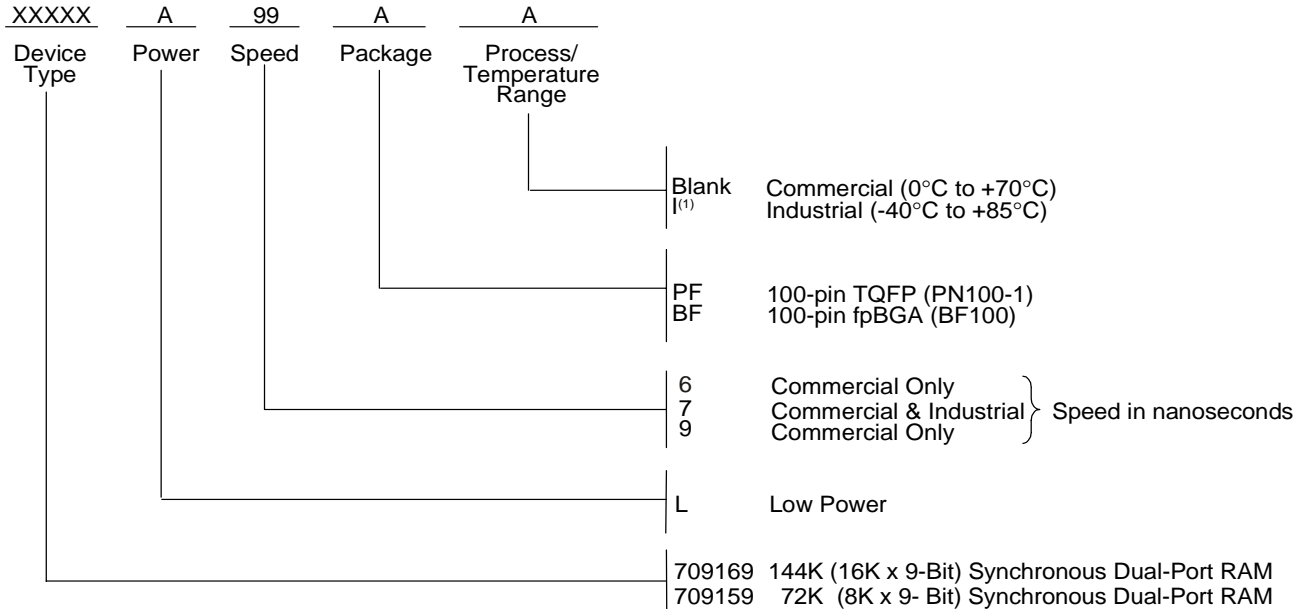 XXXXX A 99 A A
Device Power Speed Package Process/
Type Temperature
Range
Blank Commercial (0°C to +70°C)
I(1) Industrial (-40°C to +85°C)
PF 100-pin TQFP (PN100-1)
BF 100-pin fpBGA (BF100)
6 Commercial Only
7 Commercial & Industrial Speed in nanoseconds
9 Commercial Only
L Low Power
709169 144K (16K x 9-Bit) Synchronous Dual-Port RAM
709159 72K (8K x 9- Bit) Synchronous Dual-Port RAM